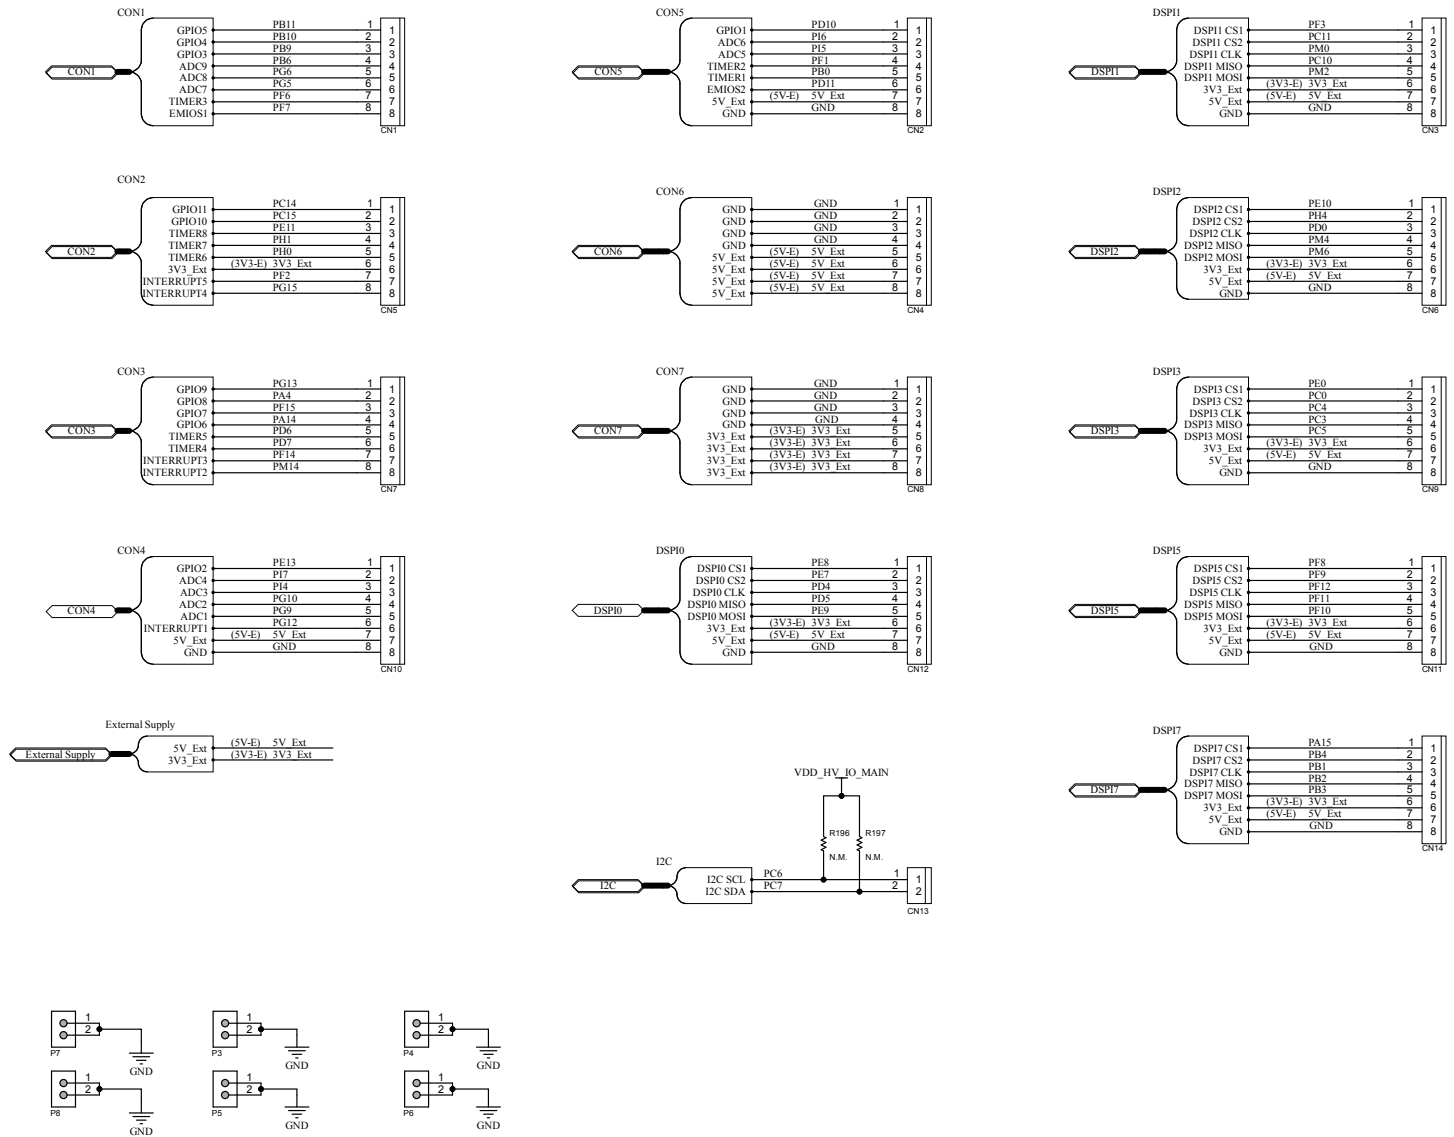 CON1
CON1
GPIO5 PB11 1 1
GPIO4 PB10 2 2
GPIO3 PB9 3 3
ADC9 PB6 4 4
ADC8 PG6 5 5
ADC7 PG5 6 6
TIMER3 PF6 7 7
EMIOS1 PF7 8 8
CN1
CON5
CON5
GPIO1 PD10 1 1
ADC6 PI6 2 2
ADC5 PI5 3 3
TIMER2 PF1 4 4
TIMER1 PB0 5 5
EMIOS2 PD11 6 6
5V_Ext (5V-E) 5V_Ext 7 7
GND GND 8 8
CN2
DSPI1
DSPI1
DSPI1 CS1 PF3 1 1
DSPI1 CS2 PC11 2 2
DSPI1 CLK PM0 3 3
DSPI1 MISO PC10 4 4
DSPI1 MOSI PM2 5 5
3V3_Ext (3V3-E) 3V3_Ext 6 6
5V_Ext (5V-E) 5V_Ext 7 7
GND GND 8 8
CN3
CON2
CON2
GPIO11 PC14 1 1
GPIO10 PC15 2 2
TIMER8 PE11 3 3
TIMER7 PH1 4 4
TIMER6 PH0 5 5
3V3_Ext (3V3-E) 3V3_Ext 6 6
INTERRUPT5 PF2 7 7
INTERRUPT4 PG15 8 8
CN5
CON6
CON6
GND GND 1 1
GND GND 2 2
GND GND 3 3
GND GND 4 4
5V_Ext (5V-E) 5V_Ext 5 5
5V_Ext (5V-E) 5V_Ext 6 6
5V_Ext (5V-E) 5V_Ext 7 7
5V_Ext (5V-E) 5V_Ext 8 8
CN4
DSPI2
DSPI2
DSPI2 CS1 PE10 1 1
DSPI2 CS2 PH4 2 2
DSPI2 CLK PD0 3 3
DSPI2 MISO PM4 4 4
DSPI2 MOSI PM6 5 5
3V3_Ext (3V3-E) 3V3_Ext 6 6
5V_Ext (5V-E) 5V_Ext 7 7
GND GND 8 8
CN6
CON3
CON3
GPIO9 PG13 1 1
GPIO8 PA4 2 2
GPIO7 PF15 3 3
GPIO6 PA14 4 4
TIMER5 PD6 5 5
TIMER4 PD7 6 6
INTERRUPT3 PF14 7 7
INTERRUPT2 PM14 8 8
CN7
CON7
CON7
GND GND 1 1
GND GND 2 2
GND GND 3 3
GND GND 4 4
3V3_Ext (3V3-E) 3V3_Ext 5 5
3V3_Ext (3V3-E) 3V3_Ext 6 6
3V3_Ext (3V3-E) 3V3_Ext 7 7
3V3_Ext (3V3-E) 3V3_Ext 8 8
CN8
DSPI3
DSPI3
DSPI3 CS1 PE0 1 1
DSPI3 CS2 PC0 2 2
DSPI3 CLK PC4 3 3
DSPI3 MISO PC3 4 4
DSPI3 MOSI PC5 5 5
3V3_Ext (3V3-E) 3V3_Ext 6 6
5V_Ext (5V-E) 5V_Ext 7 7
GND GND 8 8
CN9
CON4
CON4
GPIO2 PE13 1 1
ADC4 PI7 2 2
ADC3 PI4 3 3
ADC2 PG10 4 4
ADC1 PG9 5 5
INTERRUPT1 PG12 6 6
5V_Ext (5V-E) 5V_Ext 7 7
GND GND 8 8
CN10
DSPI0
DSPI0
DSPI0 CS1 PE8 1 1
DSPI0 CS2 PE7 2 2
DSPI0 CLK PD4 3 3
DSPI0 MISO PD5 4 4
DSPI0 MOSI PE9 5 5
3V3_Ext (3V3-E) 3V3_Ext 6 6
5V_Ext (5V-E) 5V_Ext 7 7
GND GND 8 8
CN12
DSPI5
DSPI5
DSPI5 CS1 PF8 1 1
DSPI5 CS2 PF9 2 2
DSPI5 CLK PF12 3 3
DSPI5 MISO PF11 4 4
DSPI5 MOSI PF10 5 5
3V3_Ext (3V3-E) 3V3_Ext 6 6
5V_Ext (5V-E) 5V_Ext 7 7
GND GND 8 8
CN11
External Supply
External Supply
5V_Ext (5V-E) 5V_Ext
3V3_Ext (3V3-E) 3V3_Ext
DSPI7
DSPI7
DSPI7 CS1 PA15 1 1
DSPI7 CS2 PB4 2 2
DSPI7 CLK PB1 3 3
DSPI7 MISO PB2 4 4
DSPI7 MOSI PB3 5 5
3V3_Ext (3V3-E) 3V3_Ext 6 6
5V_Ext (5V-E) 5V_Ext 7 7
GND GND 8 8
CN14
VDD_HV_IO_MAIN
R196 R197
N.M. N.M.
I2C
I2C
I2C SCL PC6 1 1
I2C SDA PC7 2 2
CN13
1
2
P7
GND
1
2
P3
GND
1
2
P4
GND
1
2
P8
GND
1
2
P5
GND
1
2
P6
GND